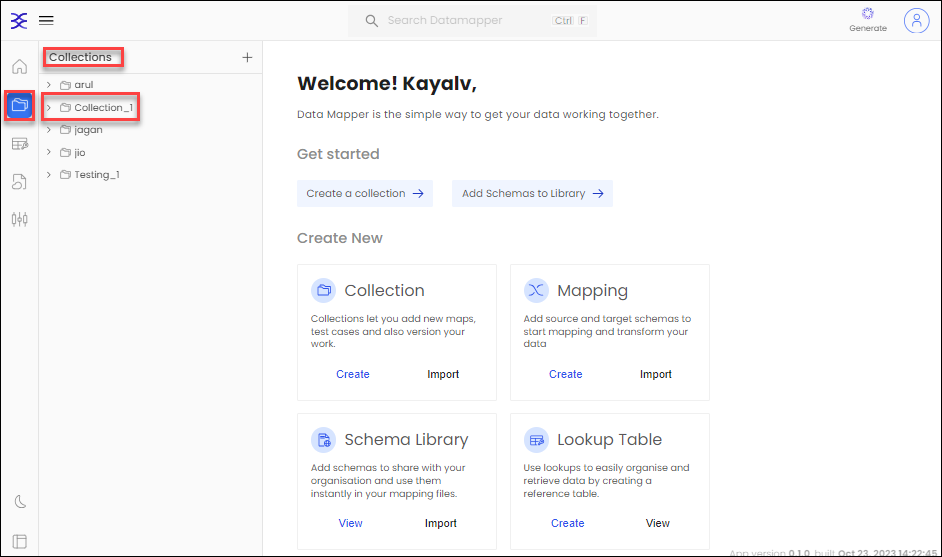 Search Datamapper Ctrl F
Generate
Collections
arul
Collection_1
jagan
jio
Testing_1
Welcome! Kayalv,
Data Mapper is the simple way to get your data working together.
Get started
Create a collection → Add Schemas to Library →
Create New
Collection
Collections let you add new maps,
test cases and also version your
work.
Create Import
Mapping
Add source and target schemas to
start mapping and transform your
data
Create Import
Schema Library
Add schemas to share with your
organisation and use them
instantly in your mapping files.
View Import
Lookup Table
Use lookups to easily organise and
retrieve data by creating a
reference table.
Create View
App version 0.1.0, built Oct 23, 2023 14:22:45